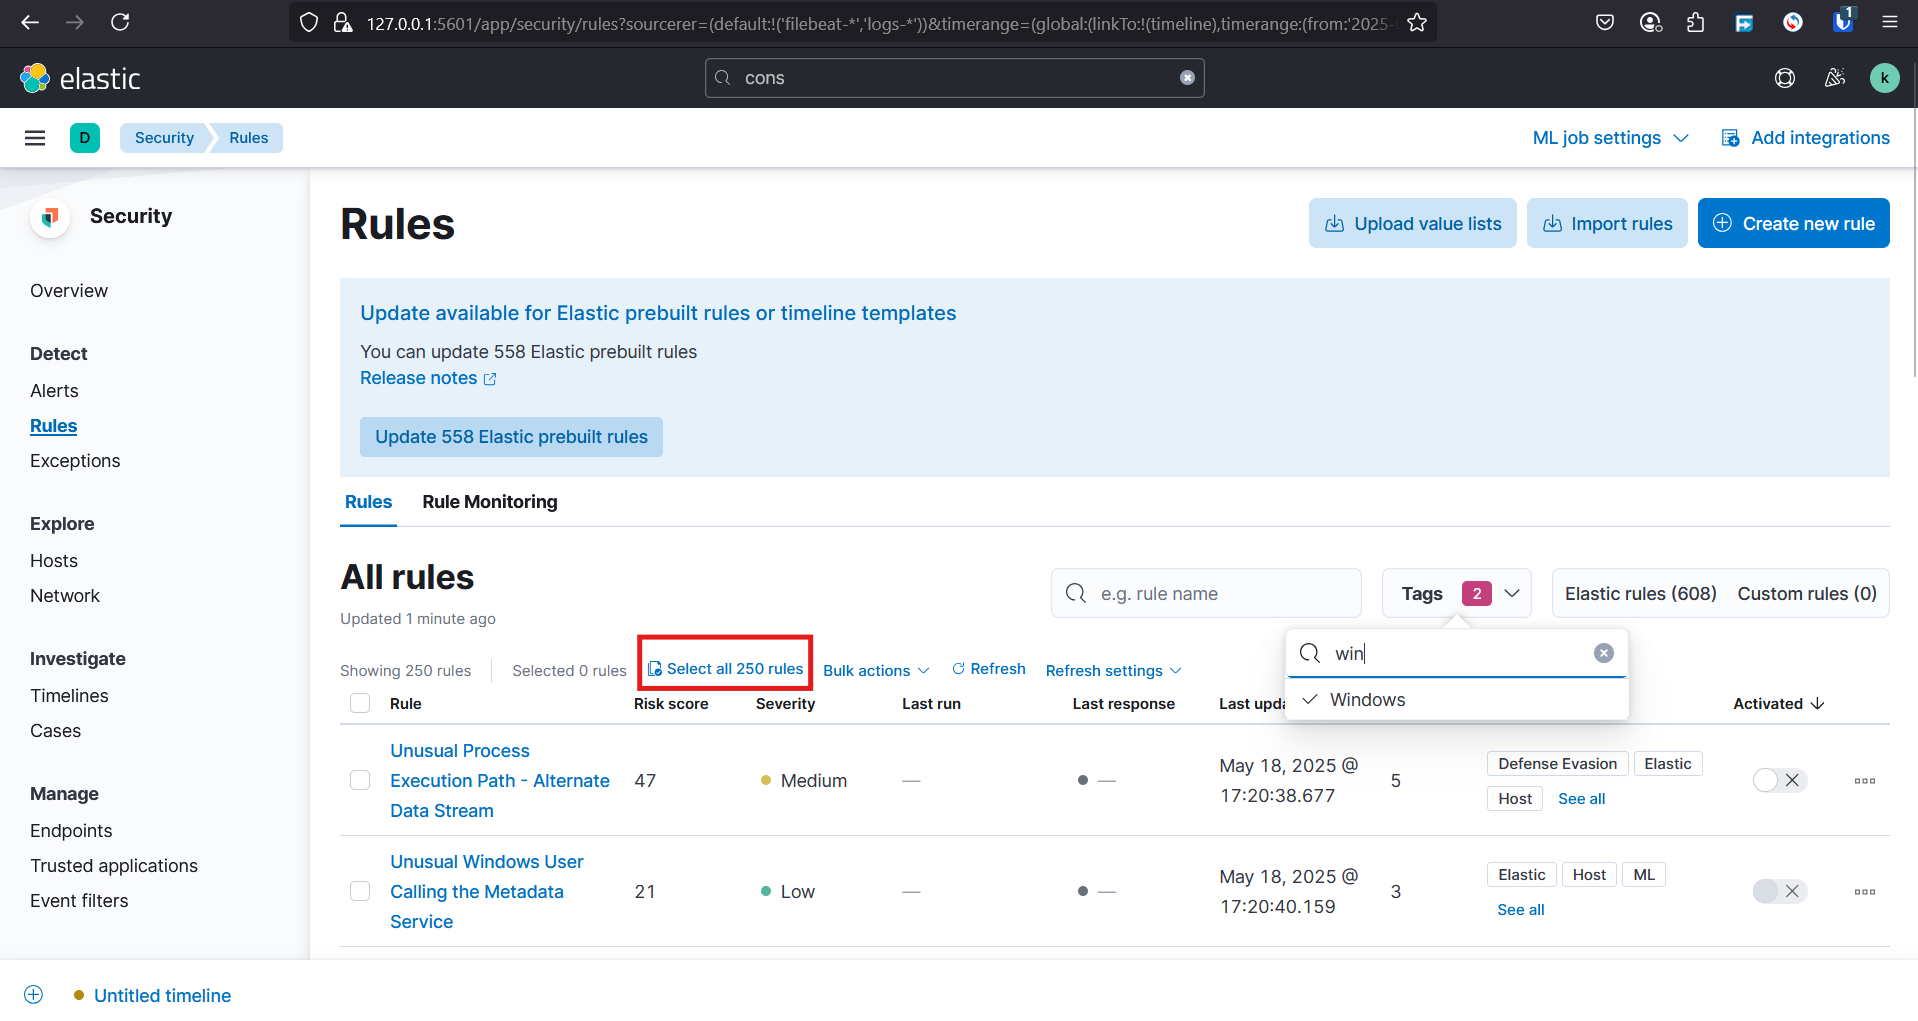 127.0.0.1:5601/app/security/rules?sourcerer=(default:!('filebeat-*','logs-*'))&timerange=(global:(linkTo:!(timeline),timerange:(from:'2025-
1
elastic
cons
k
D
Security
Rules
ML job settings
Add integrations
Security
Overview
Detect
Alerts
Rules
Exceptions
Explore
Hosts
Network
Investigate
Timelines
Cases
Manage
Endpoints
Trusted applications
Event filters
Rules
Upload value lists
Import rules
Create new rule
Update available for Elastic prebuilt rules or timeline templates
You can update 558 Elastic prebuilt rules
Release notes
Update 558 Elastic prebuilt rules
Rules
Rule Monitoring
All rules
Updated 1 minute ago
e.g. rule name
Tags 2
Elastic rules (608)
Custom rules (0)
win
Windows
Showing 250 rules
Selected 0 rules
Select all 250 rules
Bulk actions
Refresh
Refresh settings
Rule
Risk score
Severity
Last run
Last response
Last upda
Activated
Unusual Process
Execution Path - Alternate
Data Stream
47
Medium
—
—
May 18, 2025 @
17:20:38.677
5
Defense Evasion
Elastic
Host
See all
Unusual Windows User
Calling the Metadata
Service
21
Low
—
—
May 18, 2025 @
17:20:40.159
3
Elastic
Host
ML
See all
Untitled timeline